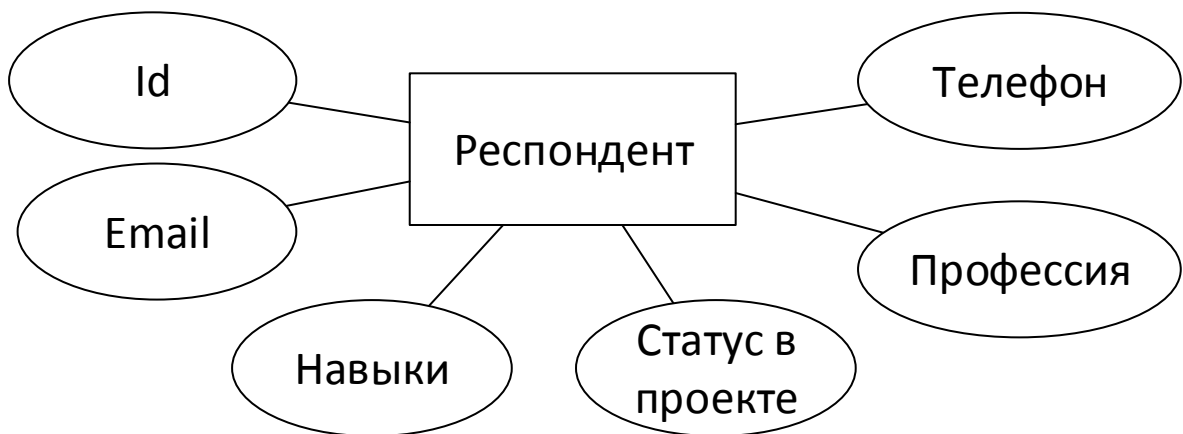 Id
Телефон
Респондент
Email
Профессия
Навыки
Статус в
проекте